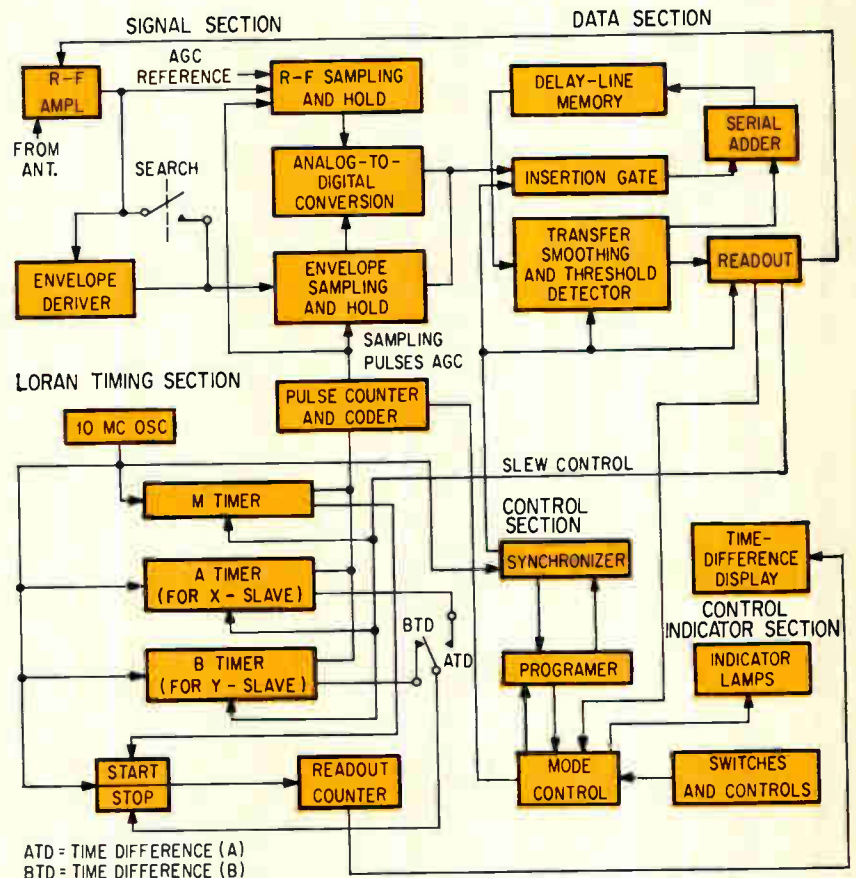 SIGNAL SECTION
DATA SECTION
R-F
AMPL
AGC
REFERENCE
R-F SAMPLING
AND HOLD
DELAY-LINE
MEMORY
SERIAL
ADDER
FROM
ANT.
SEARCH
ANALOG-TO-
DIGITAL
CONVERSION
INSERTION GATE
ENVELOPE
DERIVER
ENVELOPE
SAMPLING
AND HOLD
TRANSFER
SMOOTHING
AND THRESHOLD
DETECTOR
READOUT
SAMPLING
PULSES AGC
LORAN TIMING SECTION
PULSE COUNTER
AND CODER
10 MC OSC
SLEW CONTROL
M TIMER
CONTROL
SECTION
SYNCHRONIZER
TIME-
DIFFERENCE
DISPLAY
A TIMER
(FOR X-SLAVE)
BTD
ATD
CONTROL
INDICATOR SECTION
B TIMER
(FOR Y-SLAVE)
PROGRAMER
INDICATOR
LAMPS
START
STOP
READOUT
COUNTER
MODE
CONTROL
SWITCHES
AND CONTROLS
ATD = TIME DIFFERENCE (A)
BTD = TIME DIFFERENCE (B)